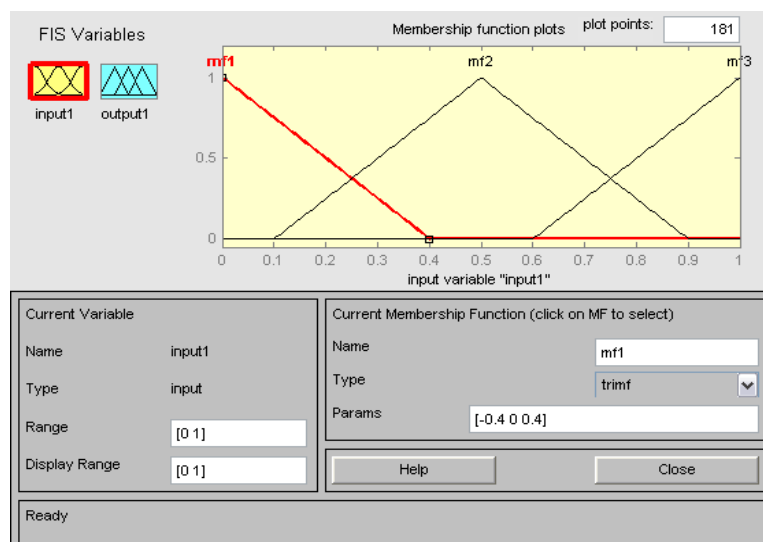 FIS Variables
Membership function plots
plot points: 181
input1
output1
mf1
mf2
mf3
1
0.5
0
0 0.1 0.2 0.3 0.4 0.5 0.6 0.7 0.8 0.9 1
input variable "input1"
Current Variable
Name input1
Type input
Range [0 1]
Display Range [0 1]
Current Membership Function (click on MF to select)
Name mf1
Type trimf
Params [-0.4 0 0.4]
Help
Close
Ready